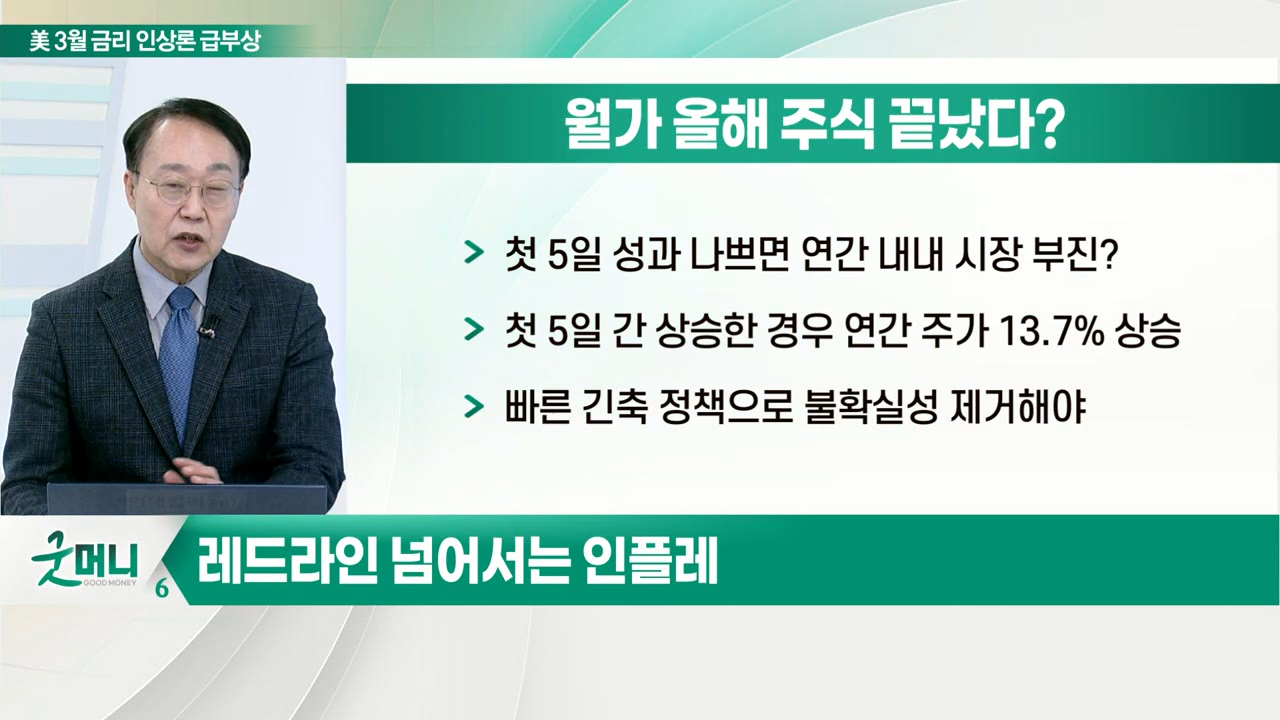 美 3월 금리 인상론 급부상
월가 올해 주식 끝났다?
> 첫 5일 성과 나쁘면 연간 내내 시장 부진?
> 첫 5일 간 상승한 경우 연간 주가 13.7% 상승
> 빠른 긴축 정책으로 불확실성 제거해야
굿머니
GOOD MONEY
6
레드라인 넘어서는 인플레